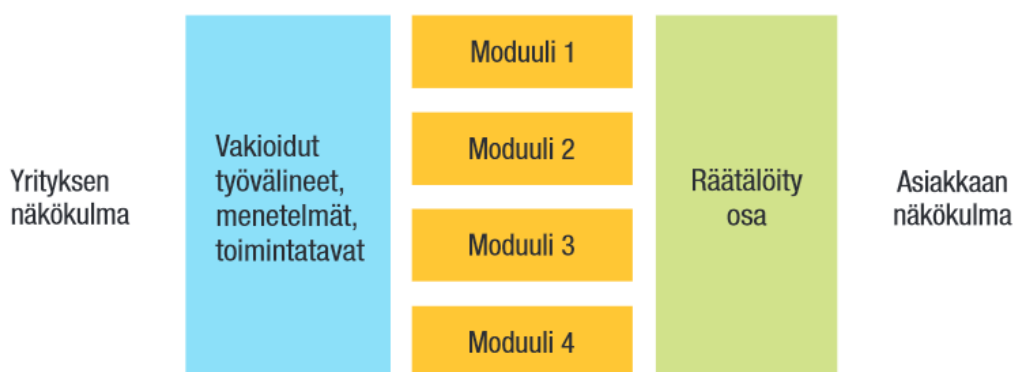 Yrityksen
näkökulma
Vakioidut
työvälineet,
menetelmät,
toimintatavat
Moduuli 1
Moduuli 2
Moduuli 3
Moduuli 4
Räätälöity
osa
Asiakkaan
näkökulma